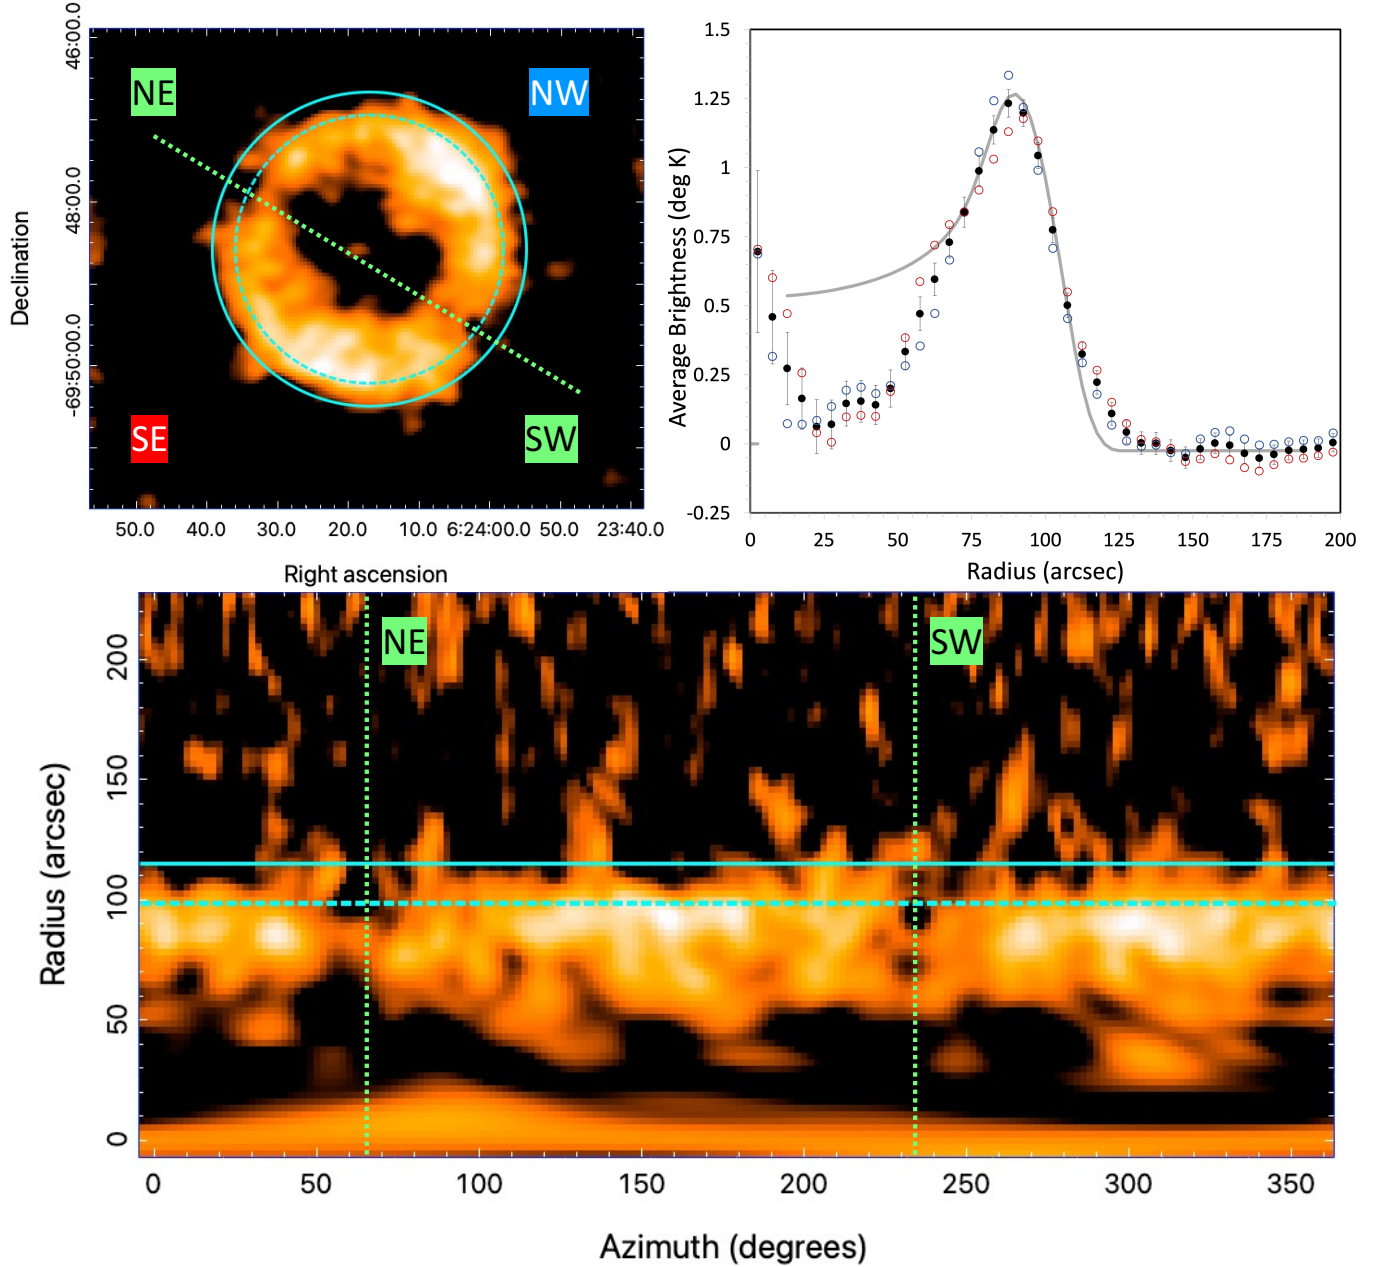 NE
NW
SE
SW
Declination
46:00.0
48:00.0
-69:50:00.0
50.0 40.0 30.0 20.0 10.0 6:24:00.0 50.0 23:40.0
Right ascension
Average Brightness (deg K)
1.5
1.25
1
0.75
0.5
0.25
0
-0.25
0 25 50 75 100 125 150 175 200
Radius (arcsec)
NE
SW
Radius (arcsec)
200
150
100
50
0
0 50 100 150 200 250 300 350
Azimuth (degrees)